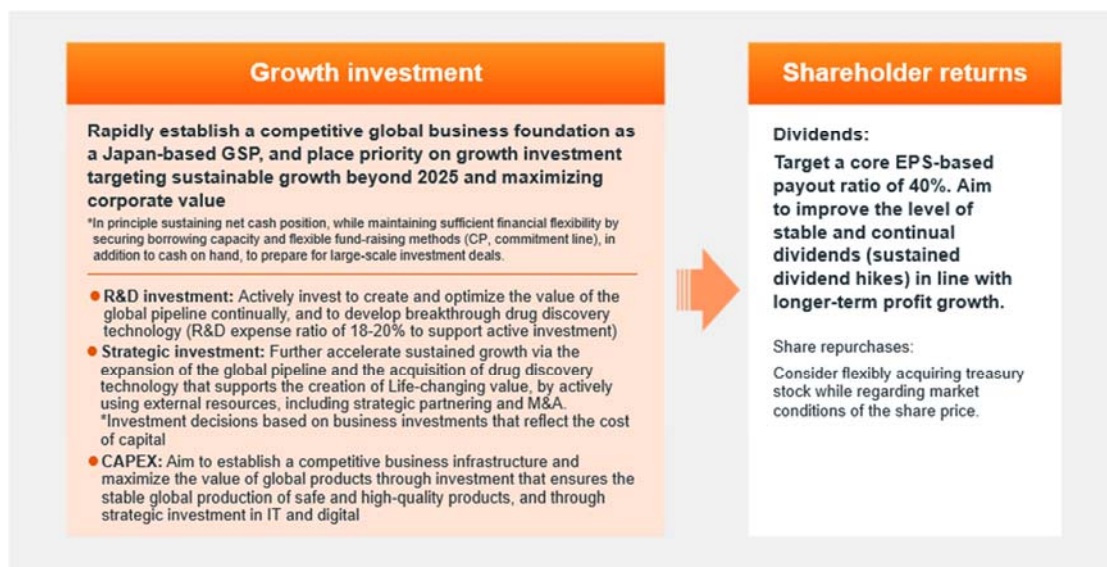 Growth investment
Rapidly establish a competitive global business foundation as
a Japan-based GSP, and place priority on growth investment
targeting sustainable growth beyond 2025 and maximizing
corporate value
*In principle sustaining net cash position, while maintaining sufficient financial flexibility by
securing borrowing capacity and flexible fund-raising methods (CP, commitment line), in
addition to cash on hand, to prepare for large-scale investment deals.
● R&D investment: Actively invest to create and optimize the value of the
global pipeline continually, and to develop breakthrough drug discovery
technology (R&D expense ratio of 18-20% to support active investment)
● Strategic investment: Further accelerate sustained growth via the
expansion of the global pipeline and the acquisition of drug discovery
technology that supports the creation of Life-changing value, by actively
using external resources, including strategic partnering and M&A.
*Investment decisions based on business investments that reflect the cost
of capital
● CAPEX: Aim to establish a competitive business infrastructure and
maximize the value of global products through investment that ensures the
stable global production of safe and high-quality products, and through
strategic investment in IT and digital
Shareholder returns
Dividends:
Target a core EPS-based
payout ratio of 40%. Aim
to improve the level of
stable and continual
dividends (sustained
dividend hikes) in line with
longer-term profit growth.
Share repurchases:
Consider flexibly acquiring treasury
stock while regarding market
conditions of the share price.